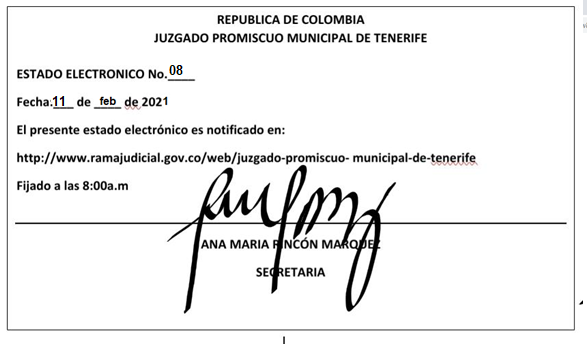 REPUBLICA DE COLOMBIA
JUZGADO PROMISCUO MUNICIPAL DE TENERIFE
ESTADO ELECTRONICO No. 08
Fecha:11 de feb de 2021
El presente estado electrónico es notificado en:
http://www.ramajudicial.gov.co/web/juzgado-promiscuo- municipal-de-tenerife
Fijado a las 8:00a.m
ANA MARIA RINCÓN MARQUEZ
SECRETARIA